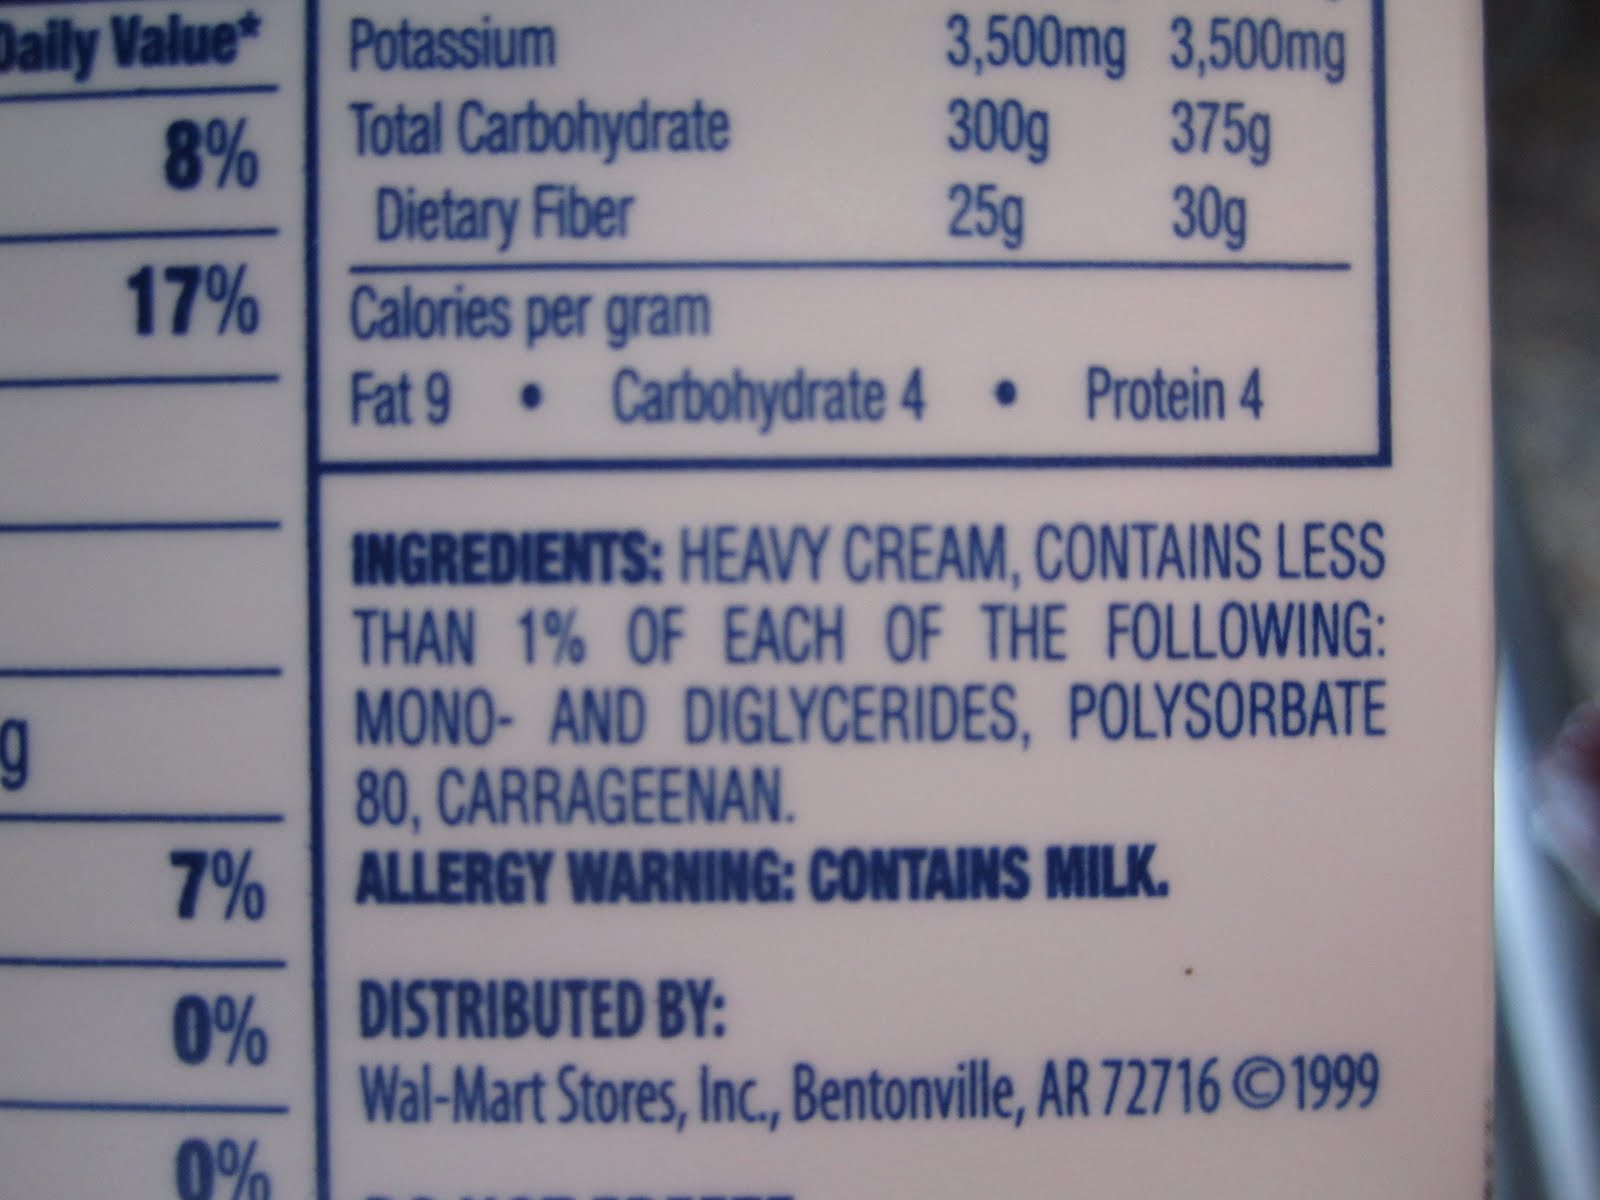 Daily Value*
8%
17%
g
7%
0%
0%
Potassium 3,500mg 3,500mg
Total Carbohydrate 300g 375g
Dietary Fiber 25g 30g
Calories per gram
Fat 9 • Carbohydrate 4 • Protein 4
INGREDIENTS: HEAVY CREAM, CONTAINS LESS
THAN 1% OF EACH OF THE FOLLOWING:
MONO- AND DIGLYCERIDES, POLYSORBATE
80, CARRAGEENAN.
ALLERGY WARNING: CONTAINS MILK.
DISTRIBUTED BY:
Wal-Mart Stores, Inc., Bentonville, AR 72716 ©1999